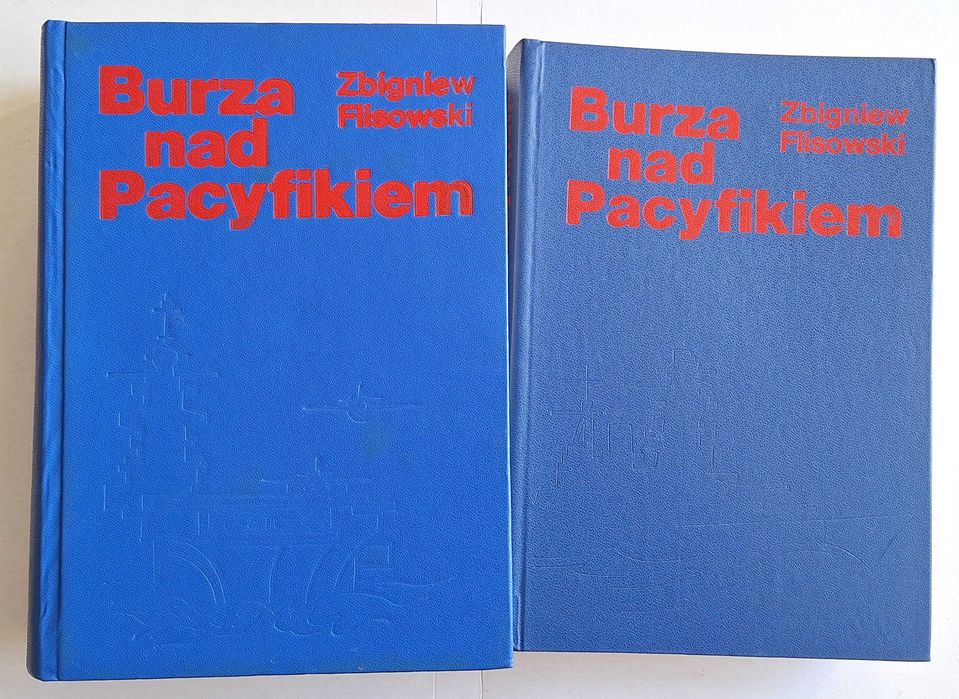 Burza
nad
Pacyfikiem
Zbigniew
Flisowski
Burza
nad
Pacyfikiem
Zbigniew
Flisowski